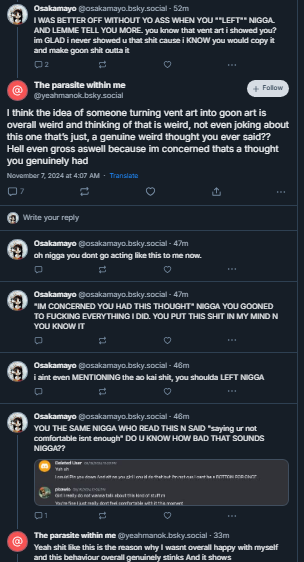 Osakamayo @osakamayo.bsky.social · 52m
I WAS BETTER OFF WITHOUT YO ASS WHEN YOU ""LEFT"" NIGGA.
AND LEMME TELL YOU MORE. you know that vent art i showed you?
im GLAD i never showed u that shit cause i KNOW you would copy it
and make goon shit outta it
2
The parasite within me
@yeahmanok.bsky.social
+ Follow
I think the idea of someone turning vent art into goon art is
overall weird and thinking of that is weird, not even joking about
this one that's just, a genuine weird thought you ever said??
Hell even gross aswell because im concerned thats a thought
you genuinely had
November 7, 2024 at 4:07 AM · Translate
7
Write your reply
Osakamayo @osakamayo.bsky.social · 47m
oh nigga you dont go acting like this to me now.
Osakamayo @osakamayo.bsky.social · 47m
"IM CONCERNED YOU HAD THIS THOUGHT" NIGGA YOU GOONED
TO FUCKING EVERYTHING I DID. YOU PUT THIS SHIT IN MY MIND N
YOU KNOW IT
Osakamayo @osakamayo.bsky.social · 46m
i aint even MENTIONING the ao kai shit, you shoulda LEFT NIGGA
Osakamayo @osakamayo.bsky.social · 46m
YOU THE SAME NIGGA WHO READ THIS N SAID "saying ur not
comfortable isnt enough" DO U KNOW HOW BAD THAT SOUNDS
NIGGA??
Deleted User
1
The parasite within me @yeahmanok.bsky.social · 33m
Yeah shit like this is the reason why I wasnt overall happy with myself
and this behaviour overall genuinely stinks And it shows